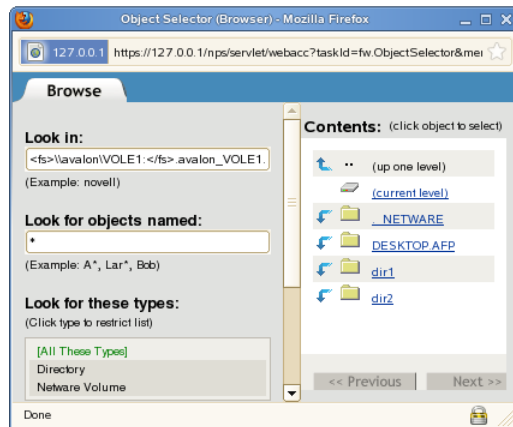 Object Selector (Browser) - Mozilla Firefox
127.0.0.1 https://127.0.0.1/nps/servlet/webacc?taskId=fw.ObjectSelector&mer
Browse
Look in:
<fs>\\avalon\VOLE1:</fs>.avalon_VOLE1.
(Example: novell)
Look for objects named:
*
(Example: A*, Lar*, Bob)
Look for these types:
(Click type to restrict list)
[All These Types]
Directory
Netware Volume
Contents: (click object to select)
.. (up one level)
(current level)
._NETWARE
DESKTOP.AFP
dir1
dir2
<< Previous Next >>
Done